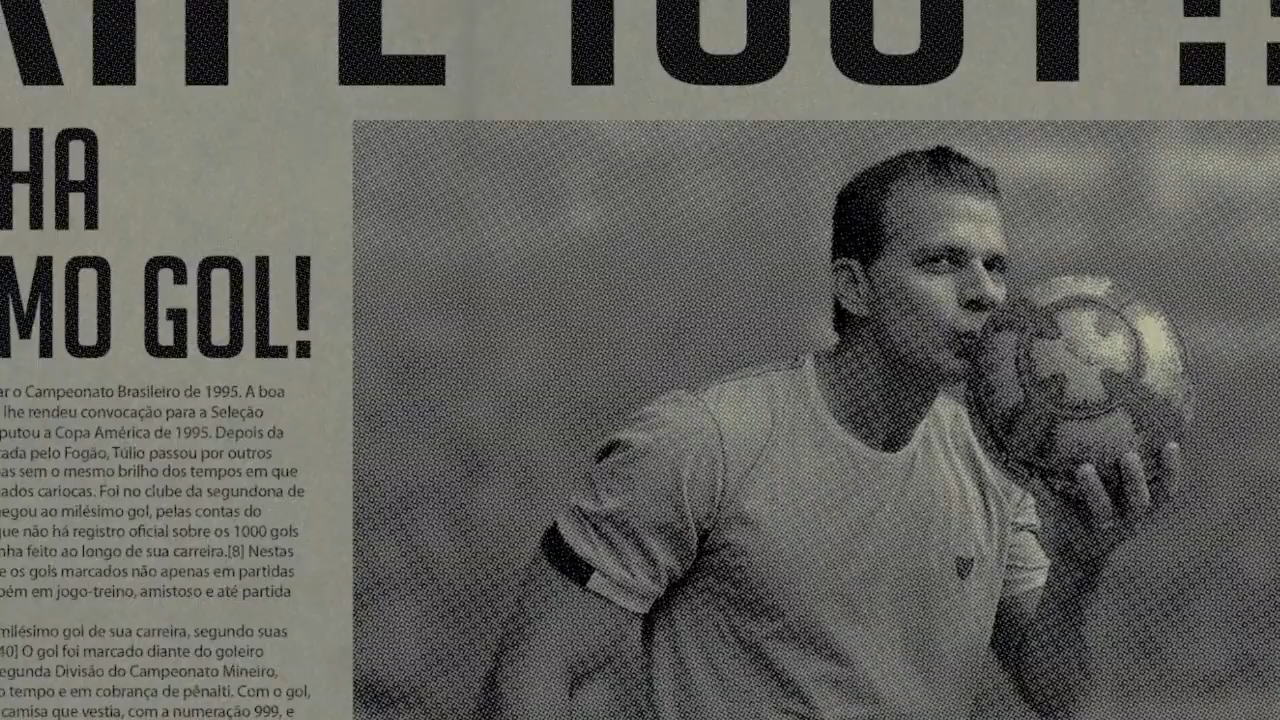 HA
MO GOL!
ar o Campeonato Brasileiro de 1995. A boa
lhe rendeu convocação para a Seleção
putou a Copa América de 1995. Depois da
rada pelo Fogão, Túlio passou por outros
as sem o mesmo brilho dos tempos em que
ados cariocas. Foi no clube da segundona de
hegou ao milésimo gol, pelas contas do
que não há registro oficial sobre os 1000 gols
nha feito ao longo de sua carreira.[8] Nestas
e os gols marcados não apenas em partidas
bém em jogo-treino, amistoso e até partida
milésimo gol de sua carreira, segundo suas
40] O gol foi marcado diante do goleiro
egunda Divisão do Campeonato Mineiro,
o tempo e em cobrança de pênalti. Com o gol,
camisa que vestia, com a numeração 999, e